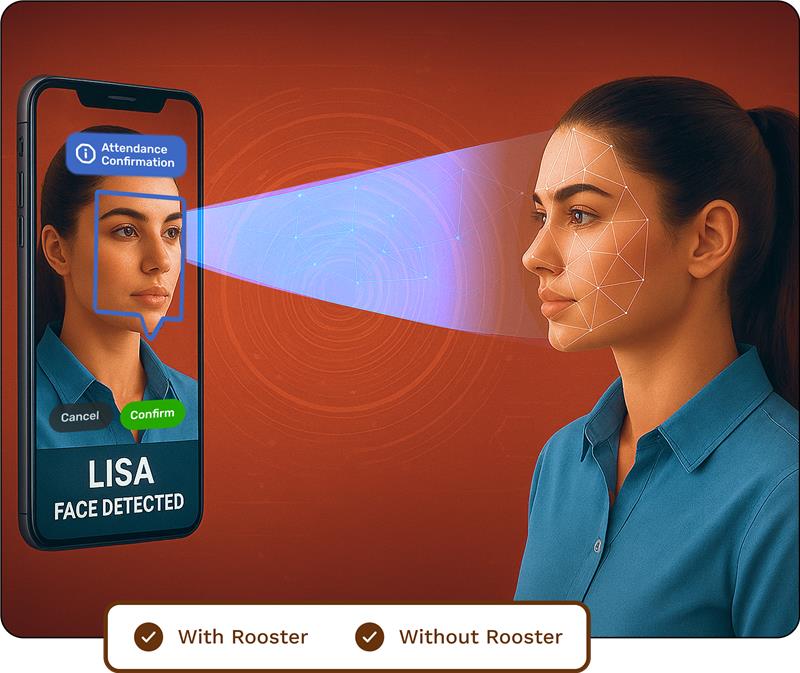 Attendance
Confirmation
Cancel
Confirm
LISA
FACE DETECTED
With Rooster
Without Rooster